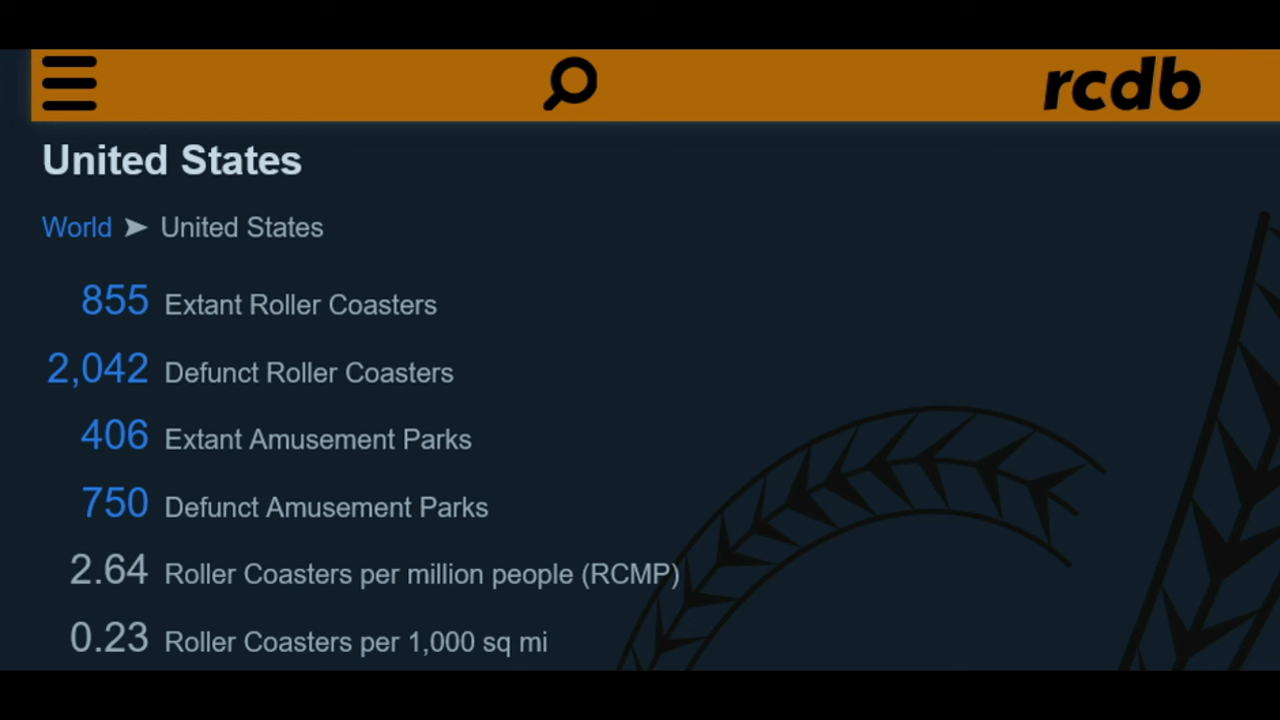 rcdb
United States
World ➤ United States
855 Extant Roller Coasters
2,042 Defunct Roller Coasters
406 Extant Amusement Parks
750 Defunct Amusement Parks
2.64 Roller Coasters per million people (RCMP)
0.23 Roller Coasters per 1,000 sq mi